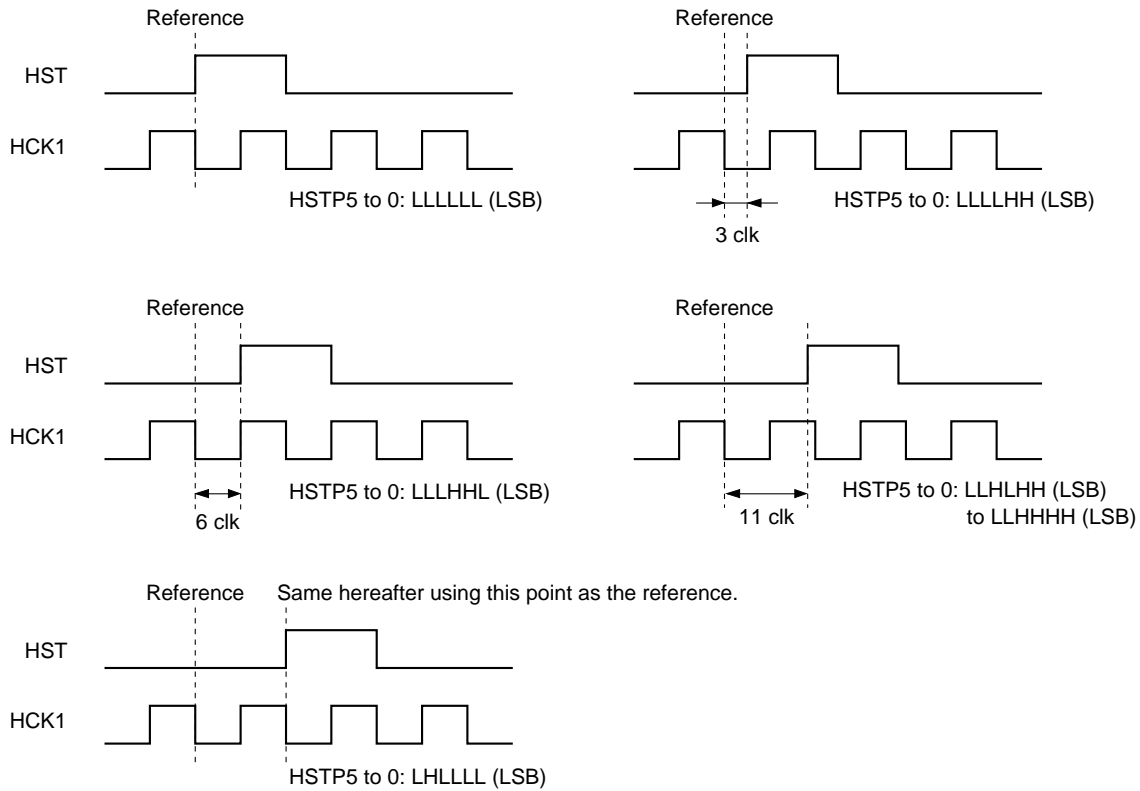 Reference
HST
HCK1
HSTP5 to 0: LLLLLL (LSB)
Reference
HSTP5 to 0: LLLLHH (LSB)
3 clk
Reference
HST
HCK1
HSTP5 to 0: LLLHHL (LSB)
6 clk
Reference
HSTP5 to 0: LLHLHH (LSB)
to LLHHHH (LSB)
11 clk
Reference Same hereafter using this point as the reference.
HST
HCK1
HSTP5 to 0: LHLLLL (LSB)